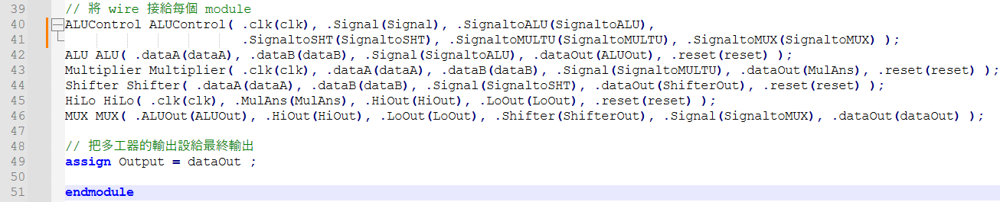 39 // 將 wire 接給每個 module
40 ALUControl ALUControl( .clk(clk), .Signal(Signal), .SignaltoALU(SignaltoALU),
41 .SignaltoSHT(SignaltoSHT), .SignaltoMULTU(SignaltoMULTU), .SignaltoMUX(SignaltoMUX) );
42 ALU ALU( .dataA(dataA), .dataB(dataB), .Signal(SignaltoALU), .dataOut(ALUOut), .reset(reset) );
43 Multiplier Multiplier( .clk(clk), .dataA(dataA), .dataB(dataB), .Signal(SignaltoMULTU), .dataOut(MulAns), .reset(reset) );
44 Shifter Shifter( .dataA(dataA), .dataB(dataB), .Signal(SignaltoSHT), .dataOut(ShifterOut), .reset(reset) );
45 HiLo HiLo( .clk(clk), .MulAns(MulAns), .HiOut(HiOut), .LoOut(LoOut), .reset(reset) );
46 MUX MUX( .ALUOut(ALUOut), .HiOut(HiOut), .LoOut(LoOut), .Shifter(ShifterOut), .Signal(SignaltoMUX), .dataOut(dataOut) );
47
48 // 把多工器的輸出設給最終輸出
49 assign Output = dataOut ;
50
51 endmodule